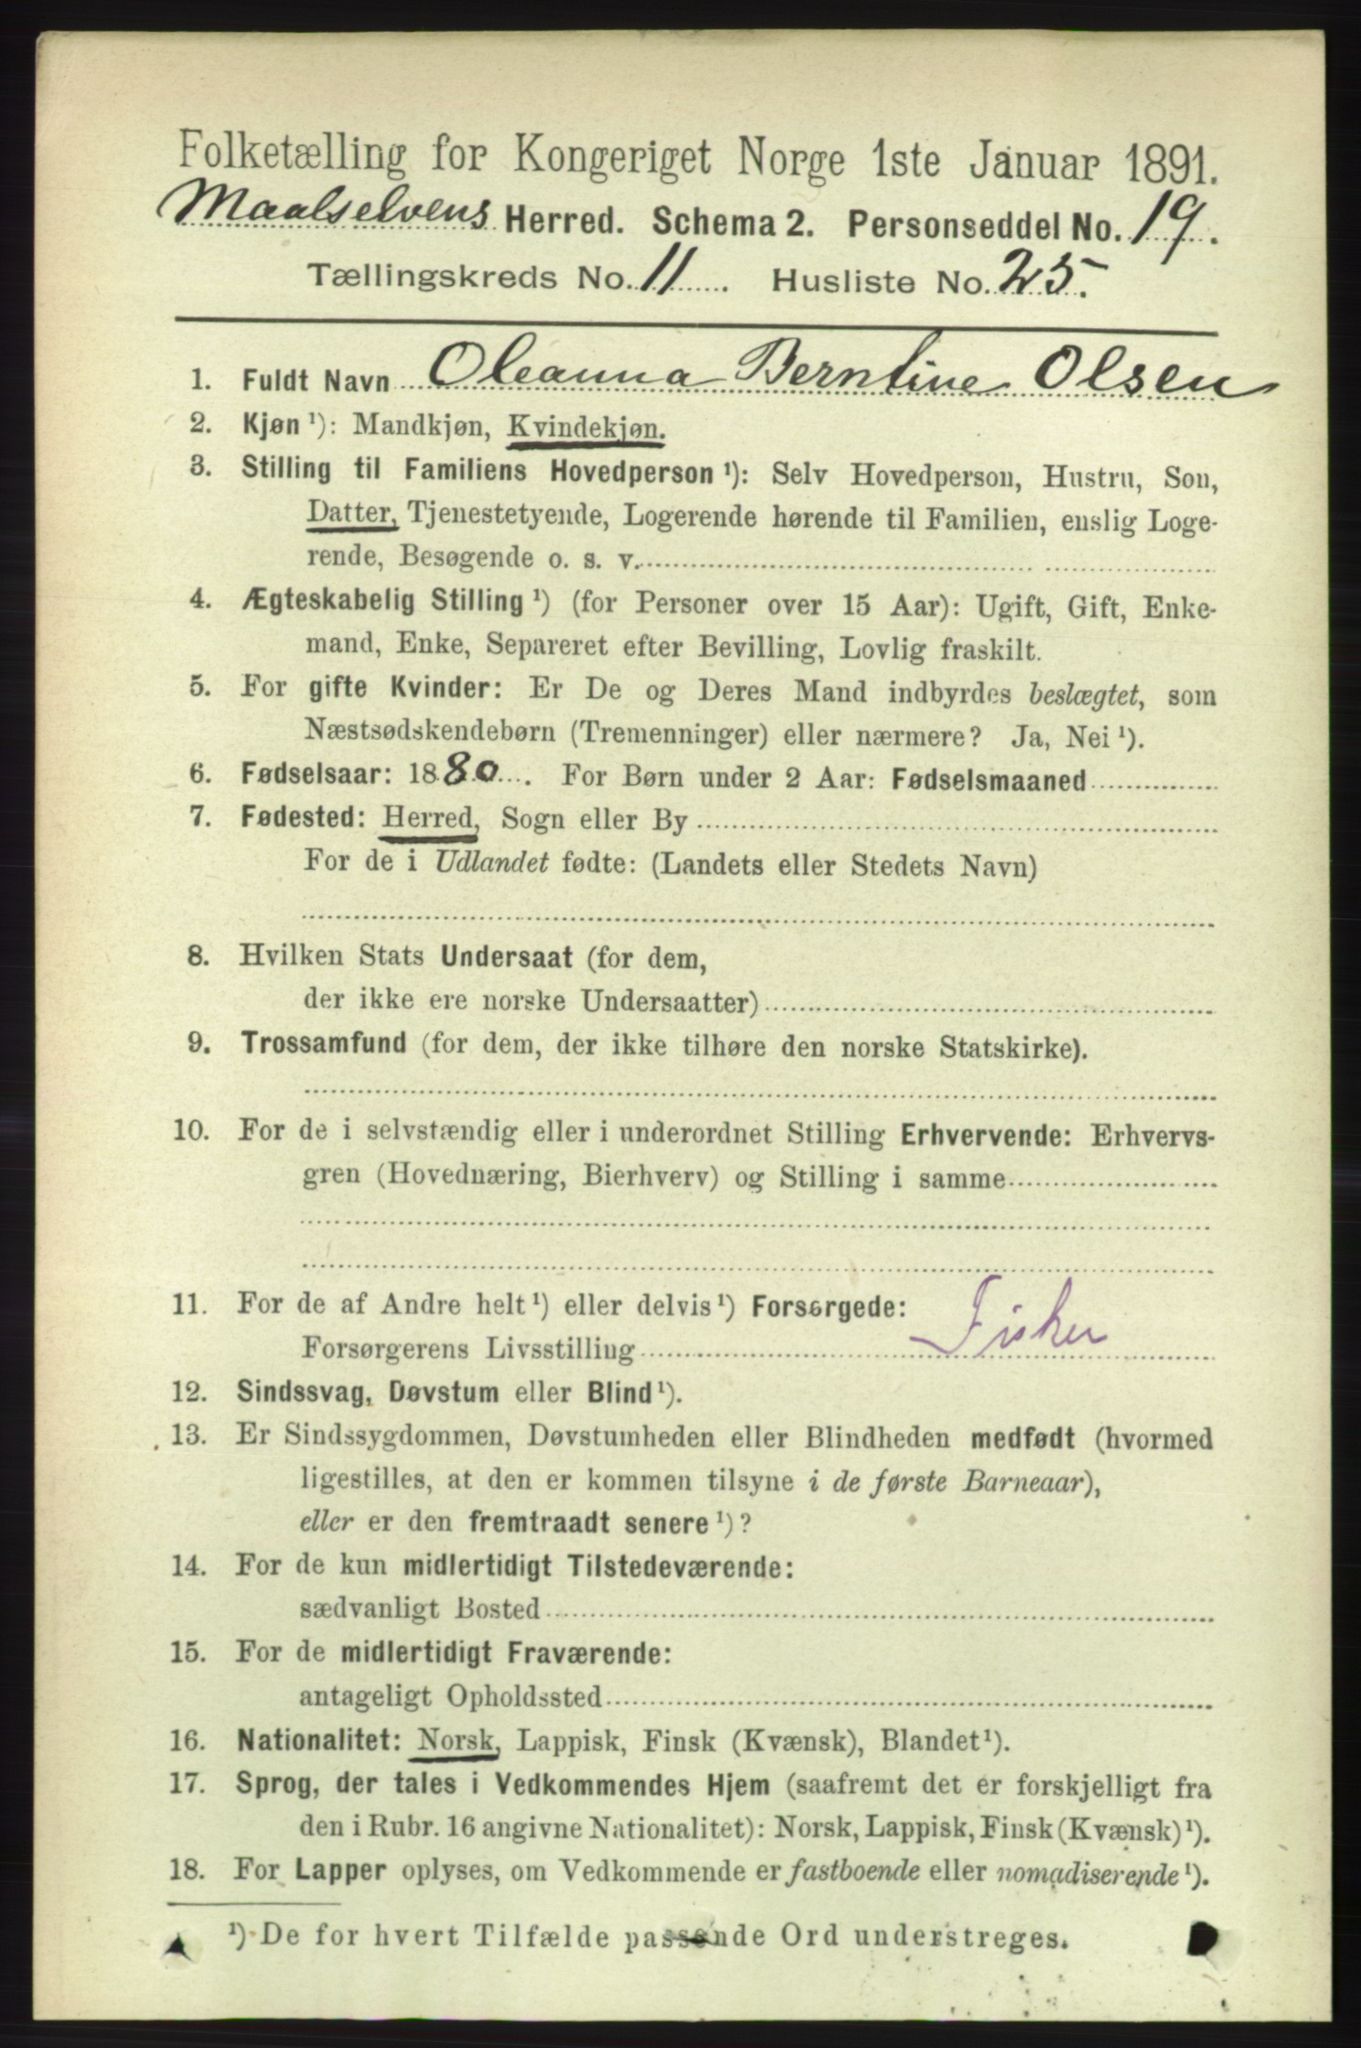 Folketælling for Kongeriget Norge 1ste Januar 1891.
Maalselvens Herred. Schema 2. Personseddel No. 19.
Tællingskreds No. 11. Husliste No. 25.
1. Fuldt Navn Oleanna Berntine Olsen
2. Kjøn ¹): Mandkjøn, Kvindekjøn.
3. Stilling til Familiens Hovedperson ¹): Selv Hovedperson, Hustru, Son,
Datter, Tjenestetyende, Logerende hørende til Familien, enslig Loge-
rende, Besøgende o. s. v.
4. Ægteskabelig Stilling ¹) (for Personer over 15 Aar): Ugift, Gift, Enke-
mand, Enke, Separeret efter Bevilling, Lovlig fraskilt.
5. For gifte Kvinder: Er De og Deres Mand indbyrdes beslægtet, som
Næstsødskendebørn (Tremenninger) eller nærmere? Ja, Nei ¹).
6. Fødselsaar: 1880. For Børn under 2 Aar: Fødselsmaaned
7. Fødested: Herred, Sogn eller By
For de i Udlandet fødte: (Landets eller Stedets Navn)
8. Hvilken Stats Undersaat (for dem,
der ikke ere norske Undersaatter)
9. Trossamfund (for dem, der ikke tilhøre den norske Statskirke).
10. For de i selvstændig eller i underordnet Stilling Erhvervende: Erhvervs-
gren (Hovednæring, Bierhverv) og Stilling i samme
11. For de af Andre helt ¹) eller delvis ¹) Forsørgede:
Forsørgerens Livsstilling Fisker
12. Sindssvag, Døvstum eller Blind ¹).
13. Er Sindssygdommen, Døvstumheden eller Blindheden medfødt (hvormed
ligestilles, at den er kommen tilsyne i de første Barneaar),
eller er den fremtraadt senere ¹)?
14. For de kun midlertidigt Tilstedeværende:
sædvanligt Bosted
15. For de midlertidigt Fraværende:
antageligt Opholdssted
16. Nationalitet: Norsk, Lappisk, Finsk (Kvænsk), Blandet ¹).
17. Sprog, der tales i Vedkommendes Hjem (saafremt det er forskjelligt fra
den i Rubr. 16 angivne Nationalitet): Norsk, Lappisk, Finsk (Kvænsk) ¹).
18. For Lapper oplyses, om Vedkommende er fastboende eller nomadiserende ¹).
¹) De for hvert Tilfælde passende Ord understreges.